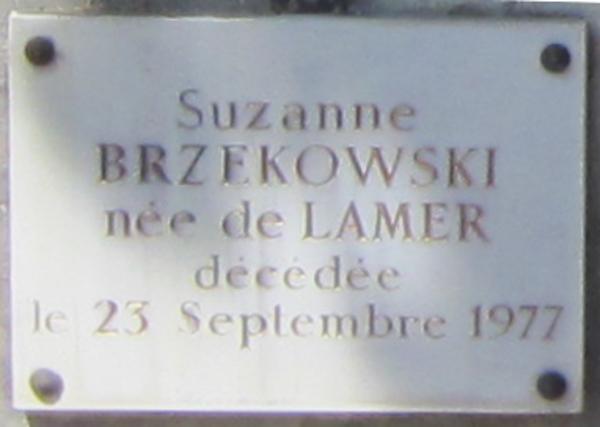 Suzanne
BRZEKOWSKI
née de LAMER
décédée
le 23 Septembre 1977